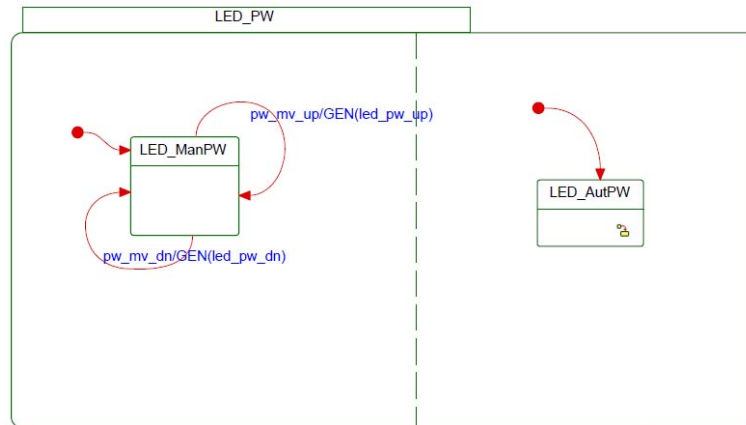 LED_PW
pw_mv_up/GEN(led_pw_up)
LED_ManPW
LED_AutPW
pw_mv_dn/GEN(led_pw_dn)